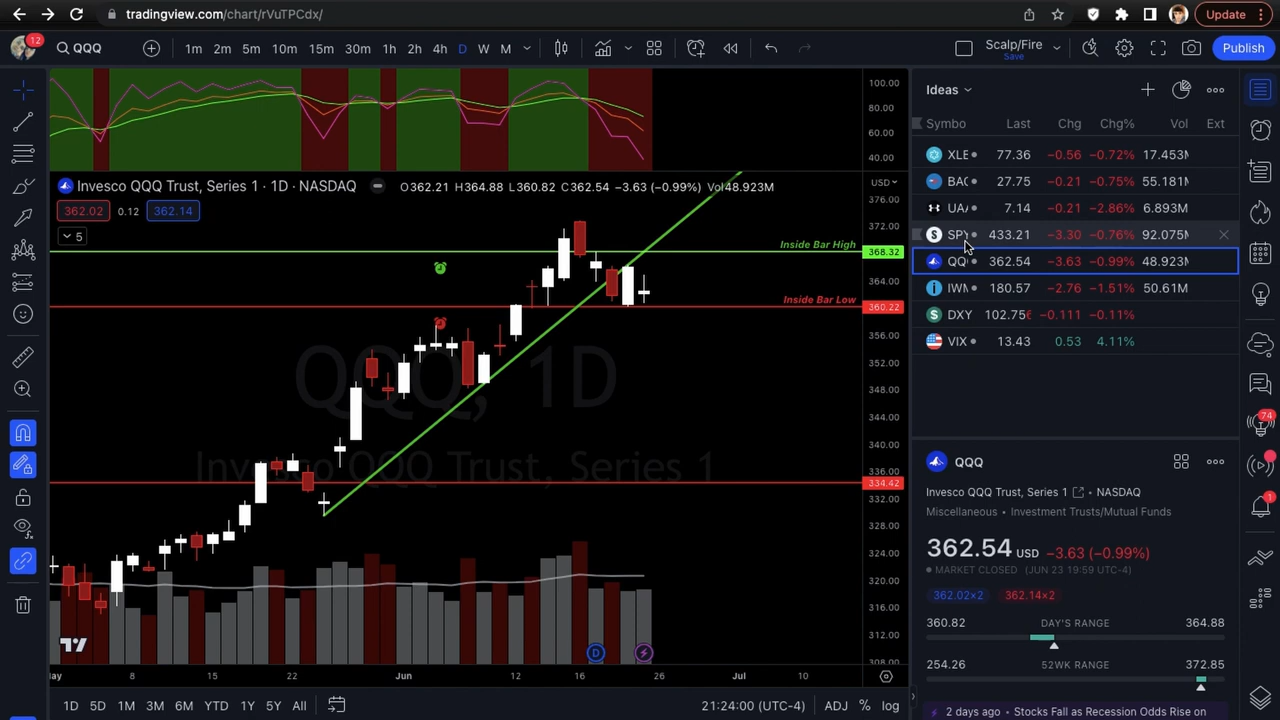 tradingview.com/chart/rVuTPCdx/
Update
12
QQQ
1m 2m 5m 10m 15m 30m 1h 2h 4h D W M
Scalp/Fire
Save
Publish
100.00
80.00
60.00
40.00
Invesco QQQ Trust, Series 1 · 1D · NASDAQ
O362.21 H364.88 L360.82 C362.54 −3.63 (−0.99%) Vol48.923M
USD
362.02 0.12 362.14
5
376.00
372.00
Inside Bar High
368.32
364.00
Inside Bar Low
360.22
356.00
352.00
348.00
344.00
340.00
336.00
334.42
332.00
328.00
324.00
320.00
316.00
312.00
308.00
QQQ, 1D
Invesco QQQ Trust, Series 1
D
8 15 22 Jun 12 16 26 Jul 10
1D 5D 1M 3M 6M YTD 1Y 5Y All
21:24:00 (UTC-4) ADJ % log
Ideas
Symbo Last Chg Chg% Vol Ext
XLE 77.36 −0.56 −0.72% 17.453M
BAC 27.75 −0.21 −0.75% 55.181M
UAA 7.14 −0.21 −2.86% 6.893M
SPY 433.21 −3.30 −0.76% 92.075M
QQQ 362.54 −3.63 −0.99% 48.923M
IWM 180.57 −2.76 −1.51% 50.61M
DXY 102.756 −0.111 −0.11%
VIX 13.43 0.53 4.11%
QQQ
Invesco QQQ Trust, Series 1 • NASDAQ
Miscellaneous • Investment Trusts/Mutual Funds
362.54 USD −3.63 (−0.99%)
MARKET CLOSED (JUN 23 19:59 UTC-4)
362.02×2 362.14×2
360.82 DAY'S RANGE 364.88
254.26 52WK RANGE 372.85
2 days ago • Stocks Fall as Recession Odds Rise on
74
1